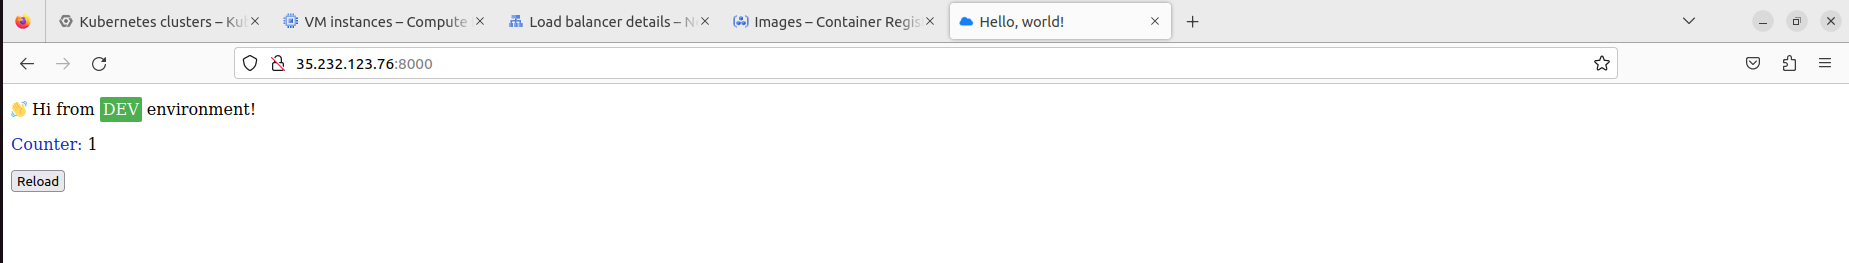 Kubernetes clusters – Ku
VM instances – Compute
Load balancer details – N
Images – Container Regis
Hello, world!
35.232.123.76:8000
👋 Hi from DEV environment!
Counter: 1
Reload